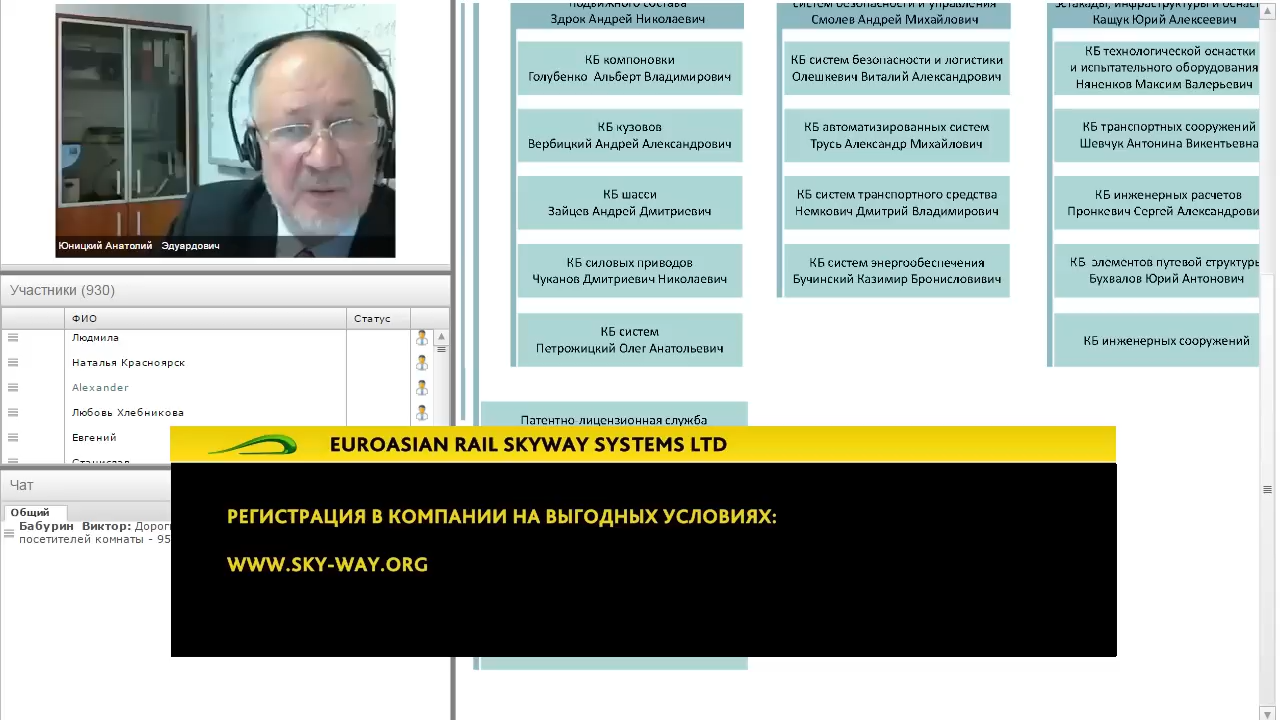 Юницкий Анатолий Эдуардович
Участники (930)
ФИО
Статус
Людмила
Наталья Красноярск
Alexander
Любовь Хлебникова
Евгений
Станислав
Чат
Общий
Бабурин Виктор: Дорог
посетителей комнаты - 95
подвижного состава
Здрок Андрей Николаевич
КБ компоновки
Голубенко Альберт Владимирович
КБ кузовов
Вербицкий Андрей Александрович
КБ шасси
Зайцев Андрей Дмитриевич
КБ силовых приводов
Чуканов Дмитриевич Николаевич
КБ систем
Петрожицкий Олег Анатольевич
Патентно-лицензионная служба
систем безопасности и управления
Смолев Андрей Михайлович
КБ систем безопасности и логистики
Олешкевич Виталий Александрович
КБ автоматизированных систем
Трусь Александр Михайлович
КБ систем транспортного средства
Немкович Дмитрий Владимирович
КБ систем энергообеспечения
Бучинский Казимир Брониславивич
эстакады, инфраструктуры и оснас
Кащук Юрий Алексеевич
КБ технологической оснастки
и испытательного оборудования
Няненков Максим Валерьевич
КБ транспортных сооружений
Шевчук Антонина Викентьевна
КБ инженерных расчетов
Пронкевич Сергей Александрови
КБ элементов путевой структуры
Бухвалов Юрий Антонович
КБ инженерных сооружений
EUROASIAN RAIL SKYWAY SYSTEMS LTD
РЕГИСТРАЦИЯ В КОМПАНИИ НА ВЫГОДНЫХ УСЛОВИЯХ:
WWW.SKY-WAY.ORG